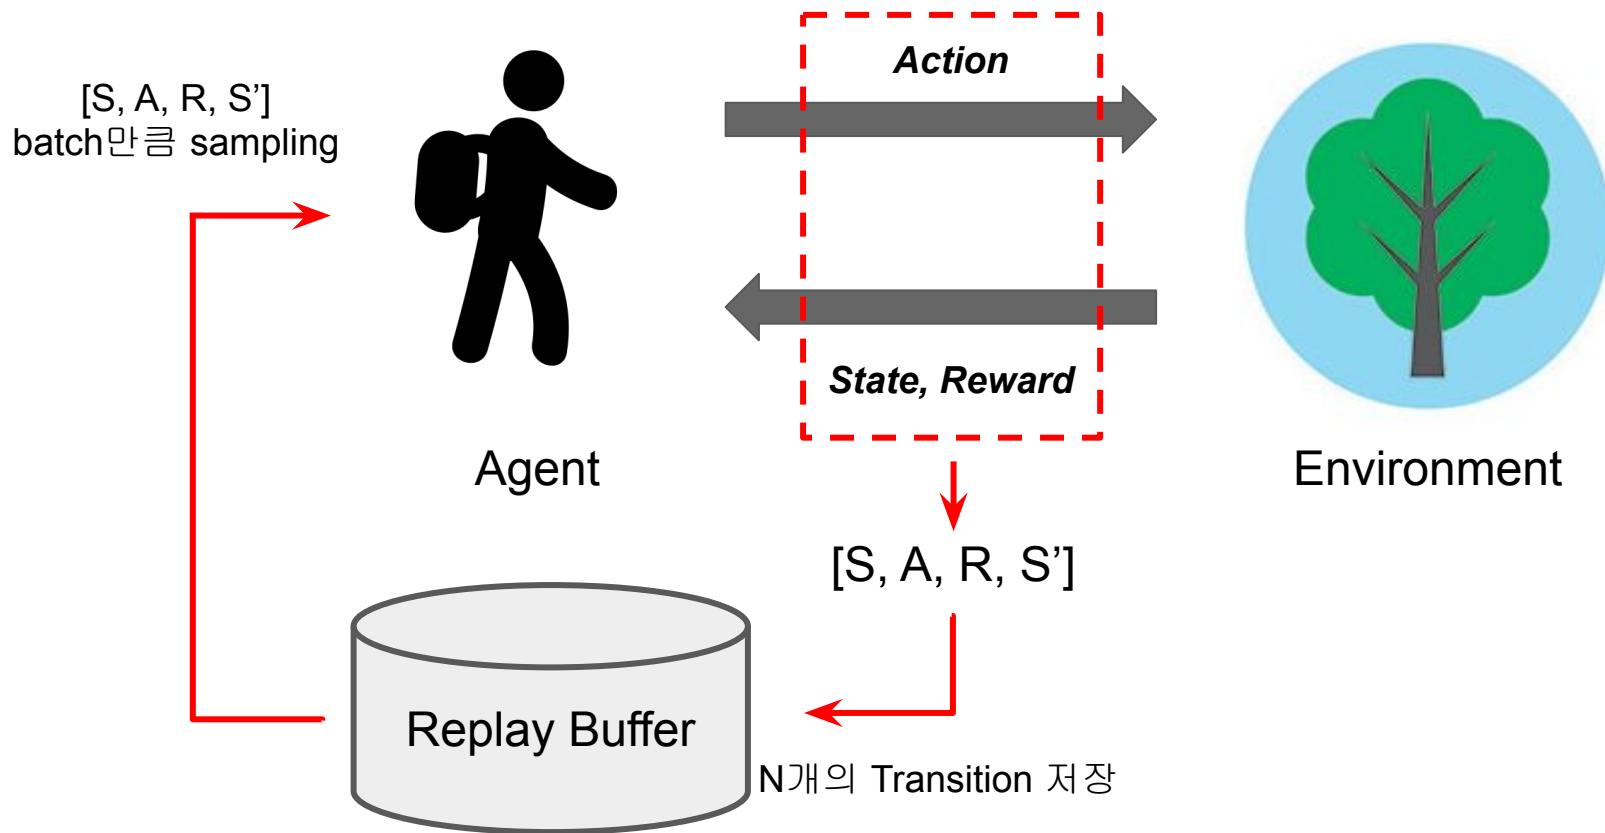 Action
[S, A, R, S’]
batch만큼 sampling
State, Reward
Agent
Environment
[S, A, R, S’]
Replay Buffer
N개의 Transition 저장